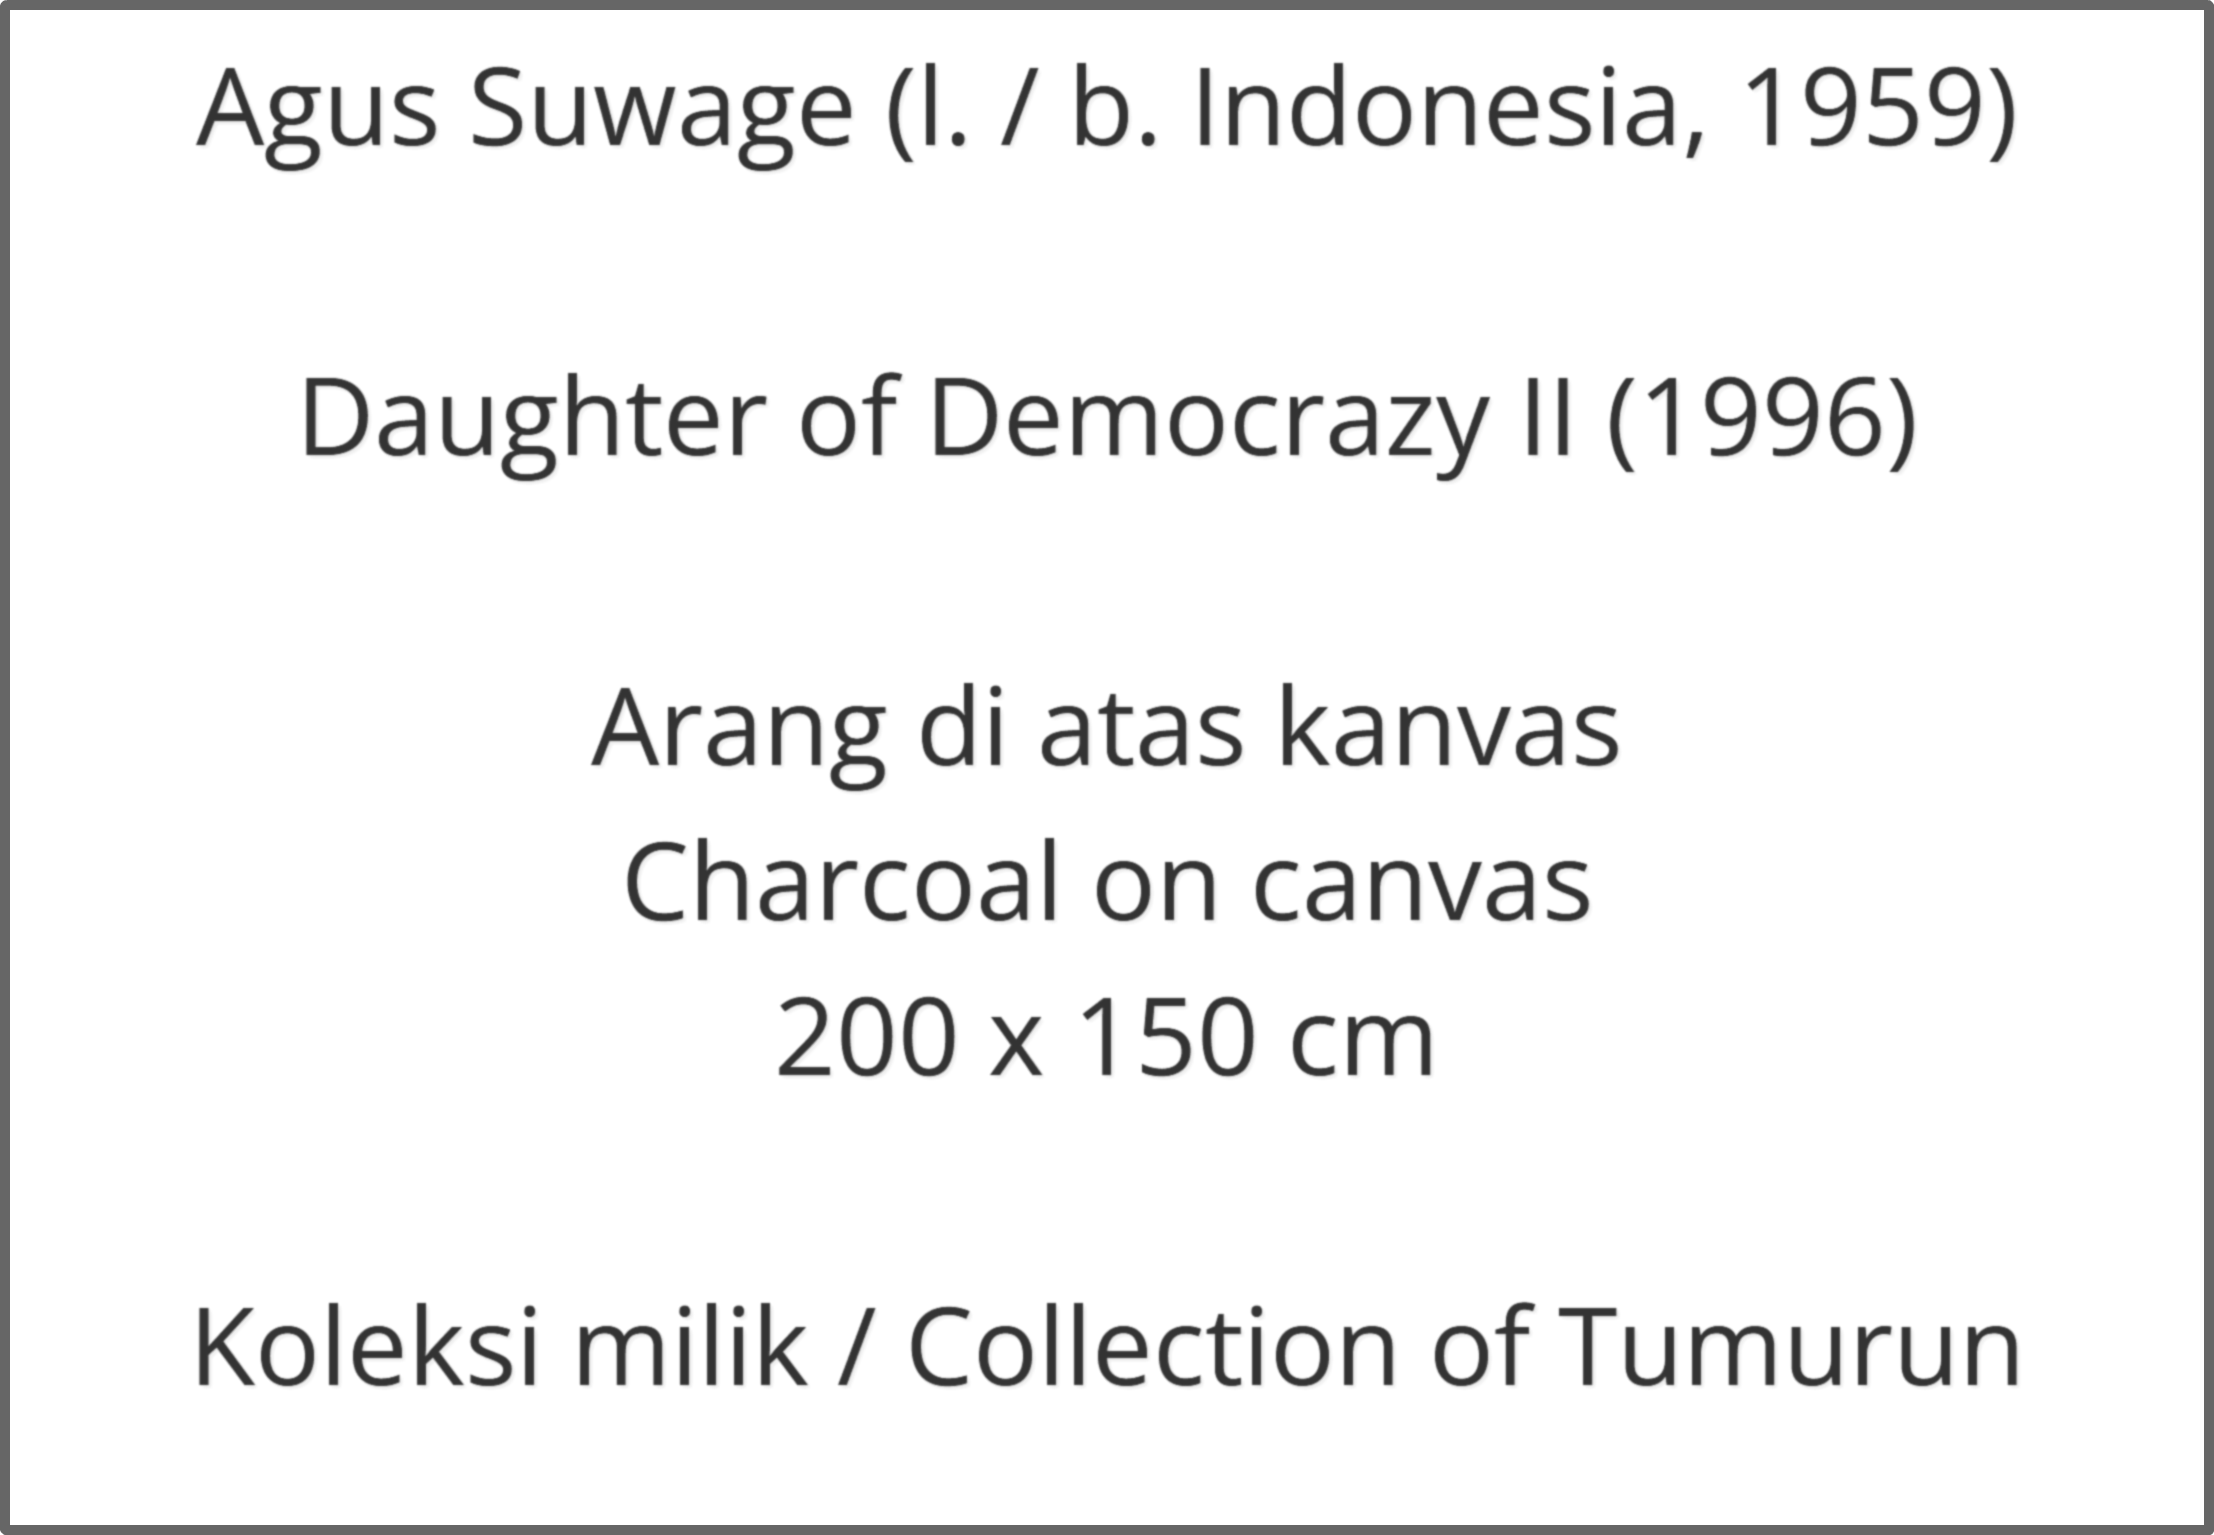 Agus Suwage (l. / b. Indonesia, 1959)
Daughter of Democrazy II (1996)
Arang di atas kanvas
Charcoal on canvas
200 x 150 cm
Koleksi milik / Collection of Tumurun